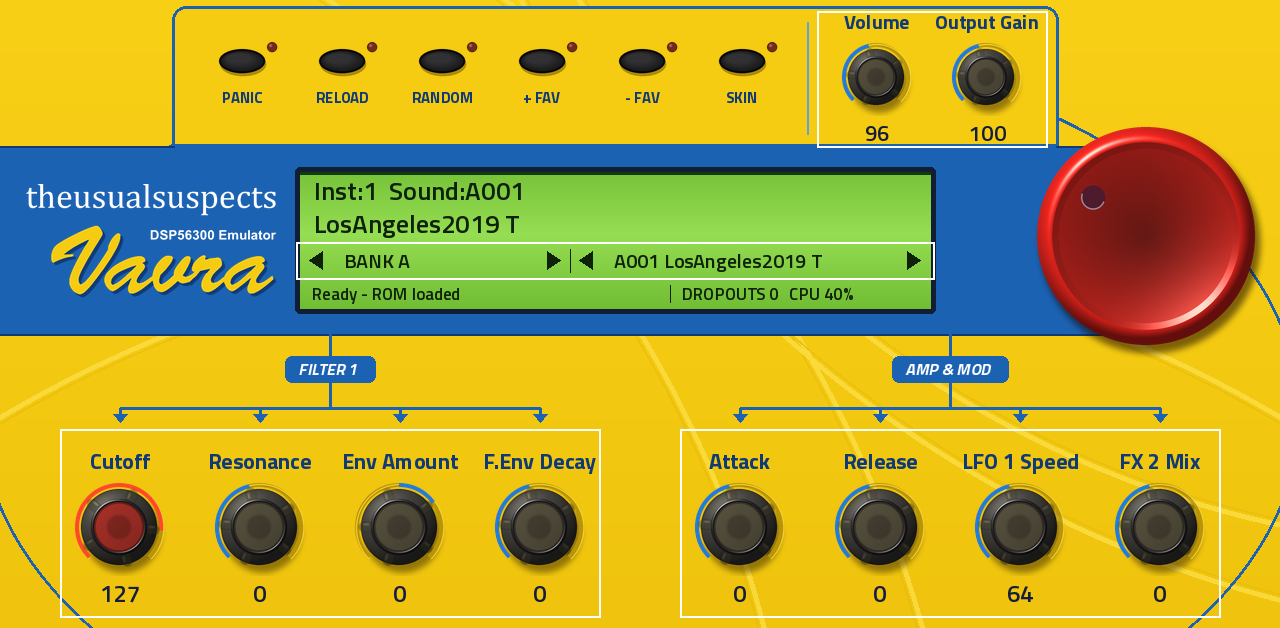 Volume Output Gain
PANIC RELOAD RANDOM + FAV - FAV SKIN
96 100
theusualsuspects
DSP56300 Emulator
Vavra
Inst:1 Sound:A001
LosAngeles2019 T
BANK A A001 LosAngeles2019 T
Ready - ROM loaded DROPOUTS 0 CPU 40%
FILTER 1 AMP & MOD
Cutoff Resonance Env Amount F.Env Decay Attack Release LFO 1 Speed FX 2 Mix
127 0 0 0 0 0 64 0